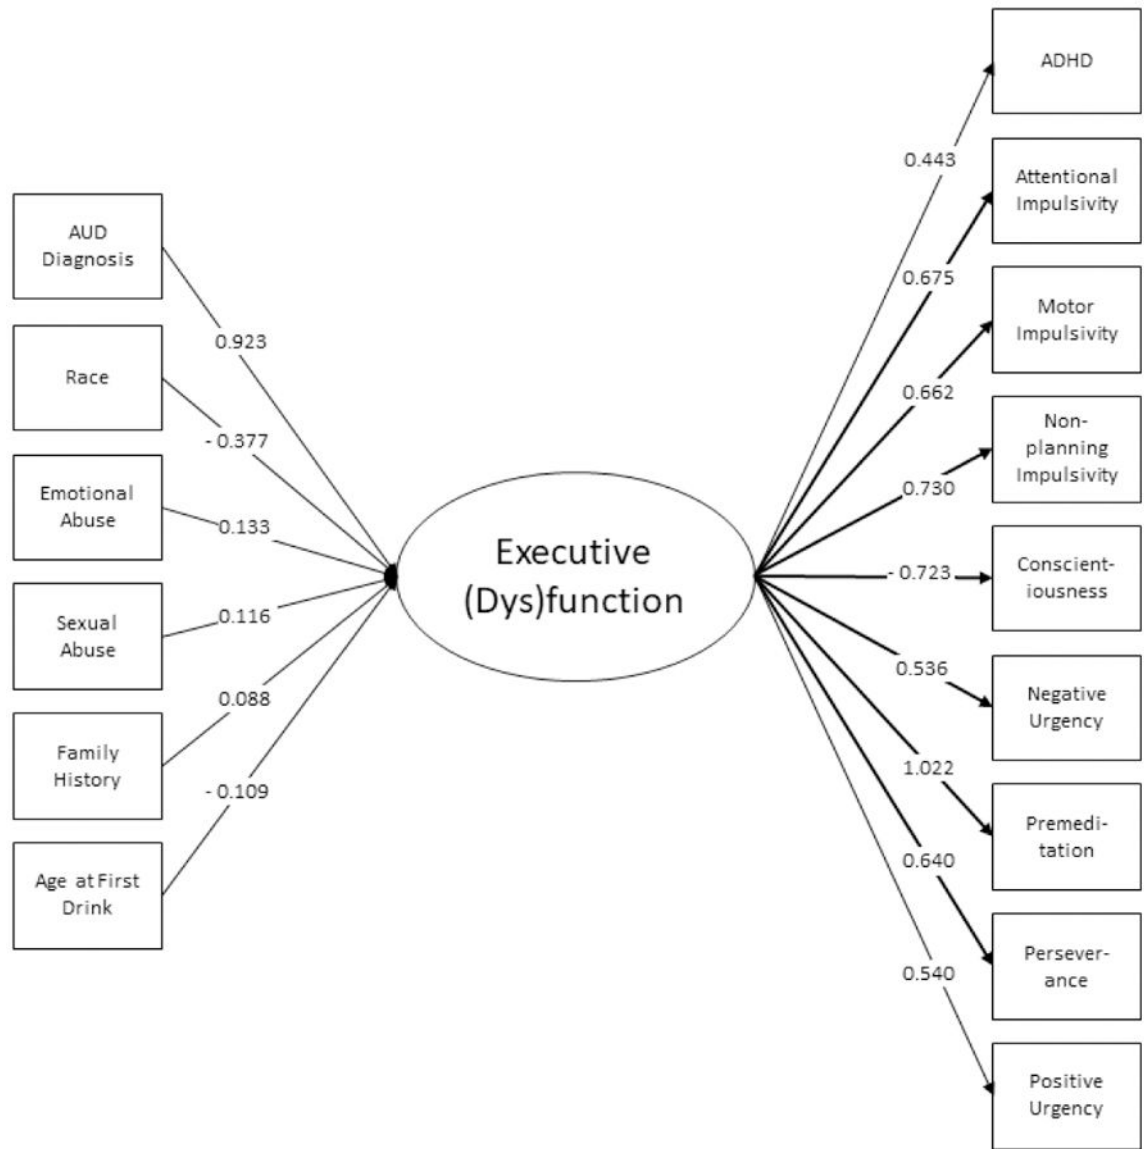 AUD
Diagnosis
Race
Emotional
Abuse
Sexual
Abuse
Family
History
Age at First
Drink
0.923
- 0.377
0.133
0.116
0.088
- 0.109
Executive
(Dys)function
0.443
0.675
0.662
0.730
- 0.723
0.536
1.022
0.640
0.540
ADHD
Attentional
Impulsivity
Motor
Impulsivity
Non-
planning
Impulsivity
Conscient-
iousness
Negative
Urgency
Premedi-
tation
Persever-
ance
Positive
Urgency